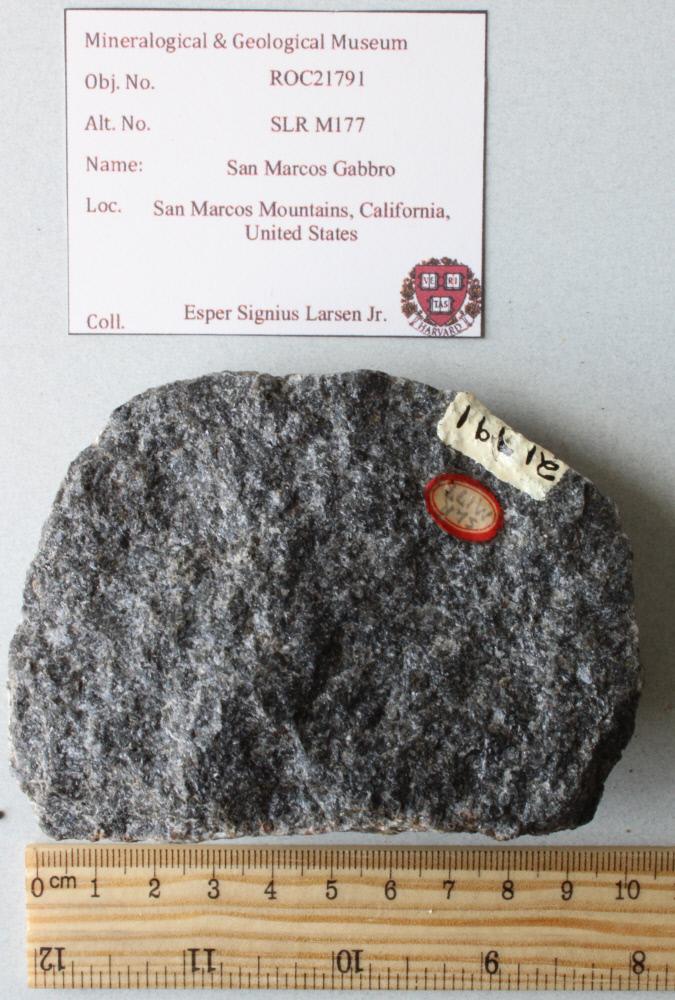 Mineralogical & Geological Museum
Obj. No. ROC21791
Alt. No. SLR M177
Name: San Marcos Gabbro
Loc. San Marcos Mountains, California,
United States
Coll. Esper Signius Larsen Jr.
VE RI
TAS
HARVARD
21791
SLR
M177
0 cm 1 2 3 4 5 6 7 8 9 10
12 11 10 9 8